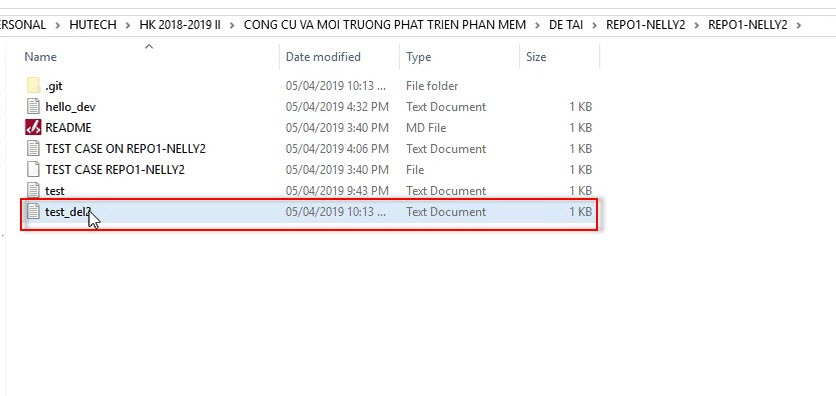 ERSONAL > HUTECH > HK 2018-2019 II > CONG CU VA MOI TRUONG PHAT TRIEN PHAN MEM > DE TAI > REPO1-NELLY2 > REPO1-NELLY2 >
Name Date modified Type Size
.git 05/04/2019 10:13 ... File folder
hello_dev 05/04/2019 4:32 PM Text Document 1 KB
README 05/04/2019 3:40 PM MD File 1 KB
TEST CASE ON REPO1-NELLY2 05/04/2019 4:06 PM Text Document 1 KB
TEST CASE REPO1-NELLY2 05/04/2019 3:40 PM File 1 KB
test 05/04/2019 9:43 PM Text Document 1 KB
test_del2 05/04/2019 10:13 ... Text Document 1 KB